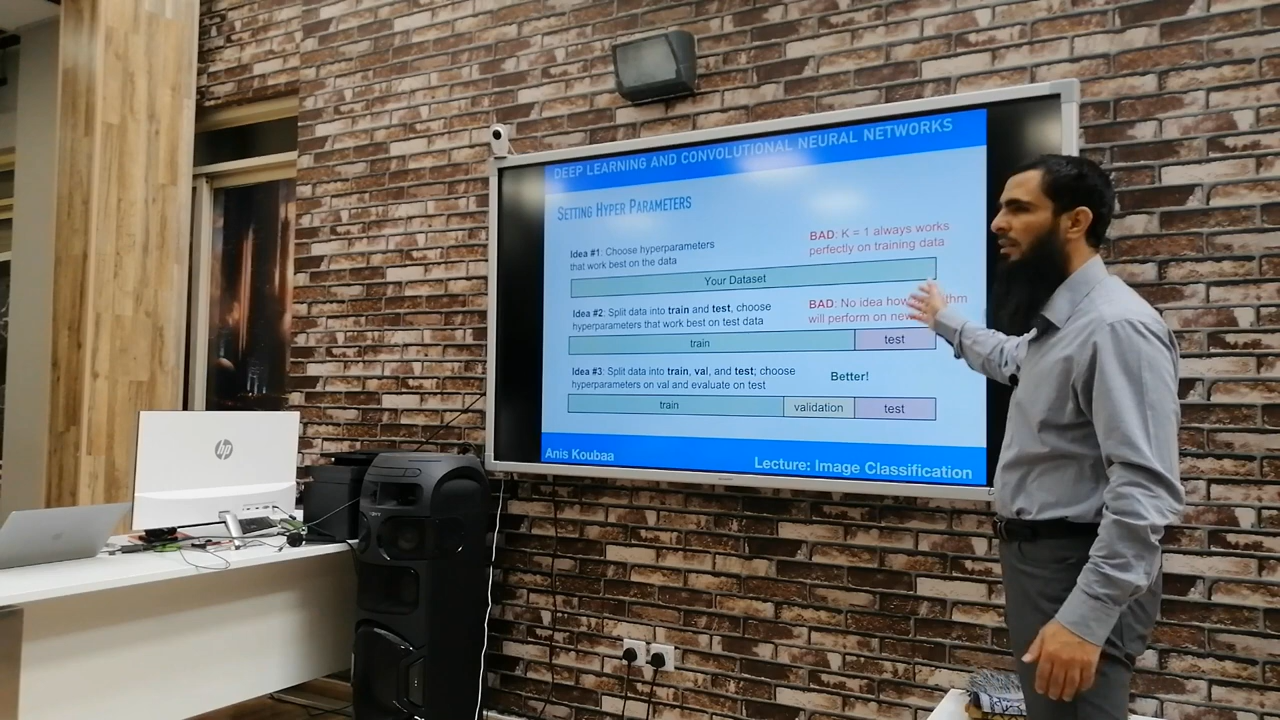 DEEP LEARNING AND CONVOLUTIONAL NEURAL NETWORKS
SETTING HYPER PARAMETERS
Idea #1: Choose hyperparameters
that work best on the data
BAD: K = 1 always works
perfectly on training data
Your Dataset
Idea #2: Split data into train and test, choose
hyperparameters that work best on test data
BAD: No idea how
will perform on new
train
test
Idea #3: Split data into train, val, and test; choose
hyperparameters on val and evaluate on test
Better!
train
validation
test
Anis Koubaa
Lecture: Image Classification
hp